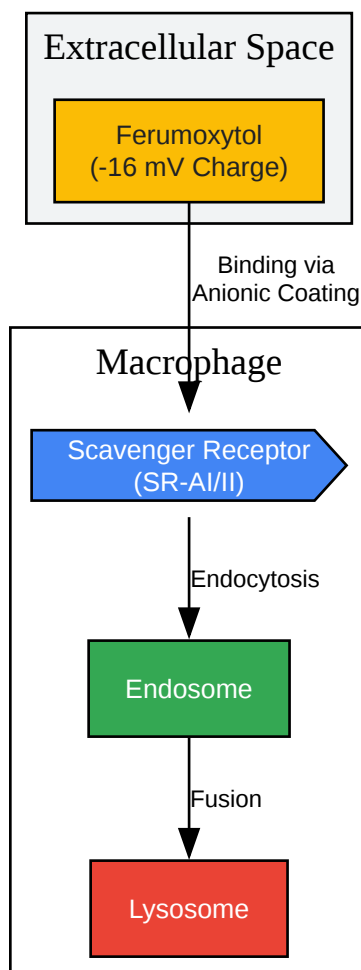 Extracellular Space
Ferumoxytol
(-16 mV Charge)
Binding via
Anionic Coating
Macrophage
Scavenger Receptor
(SR-AI/II)
Endocytosis
Endosome
Fusion
Lysosome